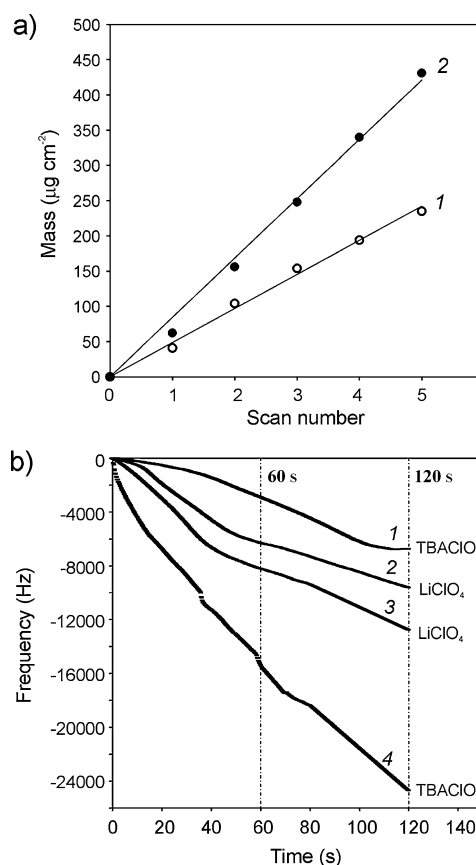 a)
500
450
400
350
300
250
200
150
100
50
0
Mass (μg cm⁻²)
2
1
0 1 2 3 4 5
Scan number
b)
0
-4000
-8000
-12000
-16000
-20000
-24000
Frequency (Hz)
60 s
120 s
1
TBAClO
2
LiClO₄
3
LiClO₄
4
TBAClO
0 20 40 60 80 100 120 140
Time (s)